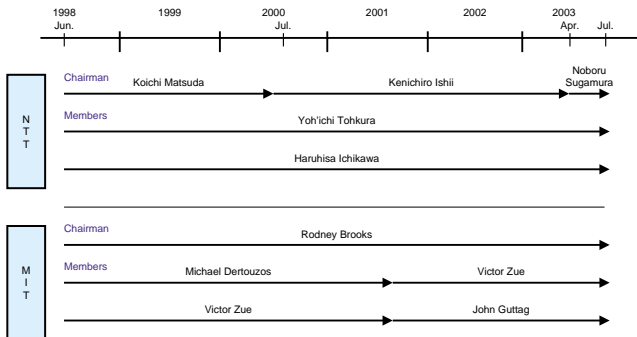 1998 1999 2000 2001 2002 2003
Jun. Jul. Apr. Jul.
Chairman
Koichi Matsuda Kenichiro Ishii Noboru
Sugamura
Members
Yoh'ichi Tohkura
Haruhisa Ichikawa
N
T
T
Chairman
Rodney Brooks
Members
Michael Dertouzos Victor Zue
Victor Zue John Guttag
M
I
T